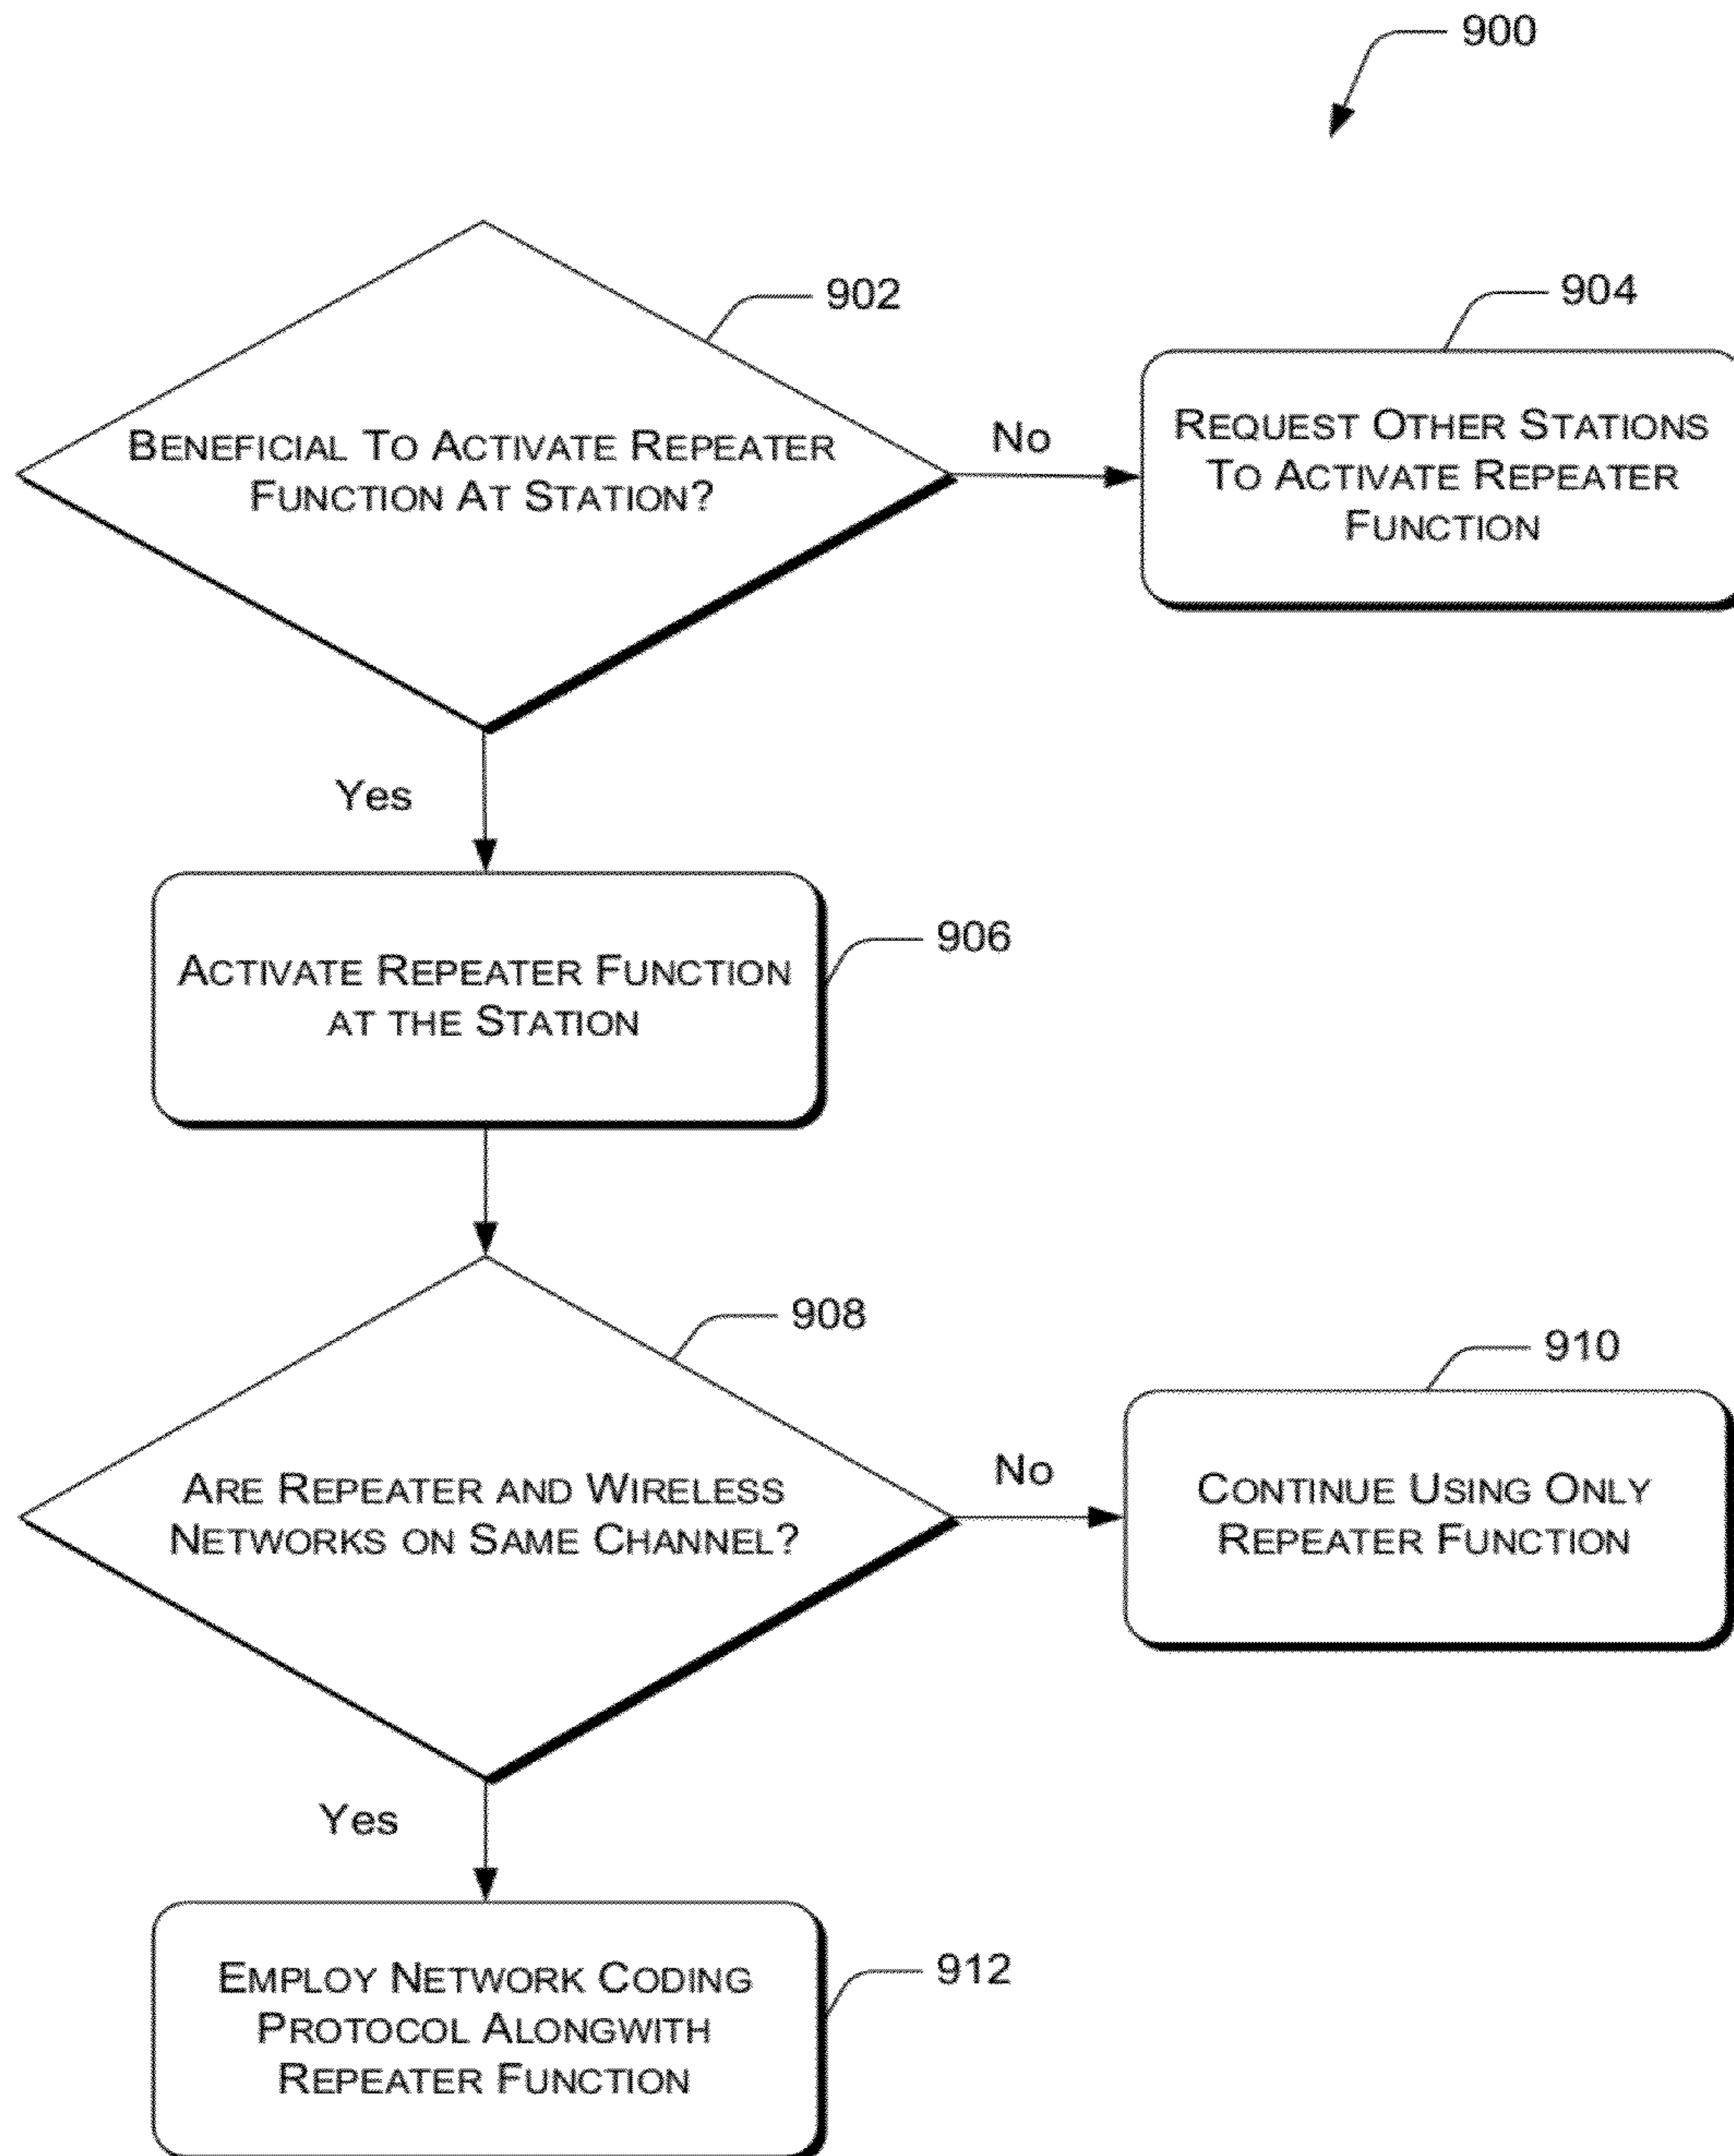 900
902
BENEFICIAL TO ACTIVATE REPEATER
FUNCTION AT STATION?
No
904
REQUEST OTHER STATIONS
TO ACTIVATE REPEATER
FUNCTION
Yes
906
ACTIVATE REPEATER FUNCTION
AT THE STATION
908
ARE REPEATER AND WIRELESS
NETWORKS ON SAME CHANNEL?
No
910
CONTINUE USING ONLY
REPEATER FUNCTION
Yes
912
EMPLOY NETWORK CODING
PROTOCOL ALONGWITH
REPEATER FUNCTION